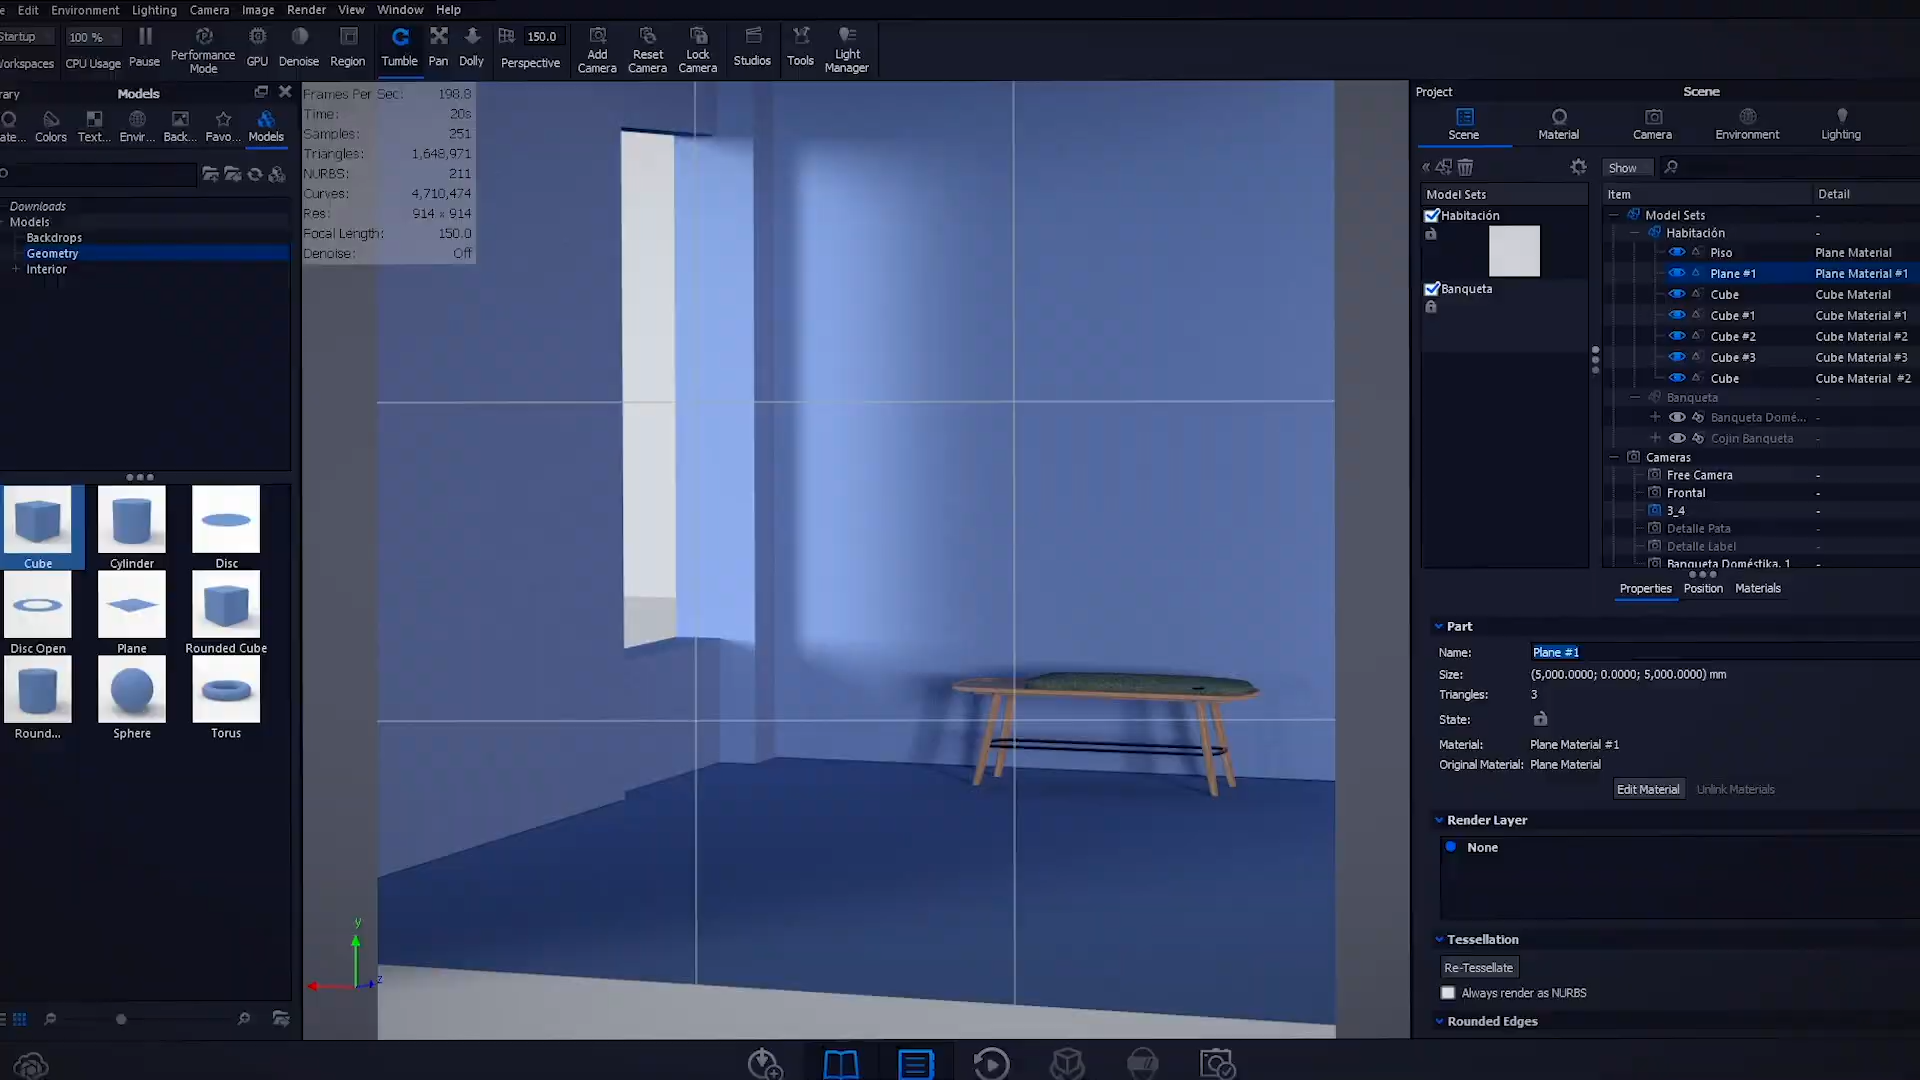 Edit Environment Lighting Camera Image Render View Window Help
Startup
100 %
150.0
Workspaces
CPU Usage
Pause
Performance Mode
GPU
Denoise
Region
Tumble
Pan
Dolly
Perspective
Add Camera
Reset Camera
Lock Camera
Studios
Tools
Light Manager
Models
Colors
Text...
Envir...
Back...
Favo...
Models
Downloads
Models
Backdrops
Geometry
Interior
Cube
Cylinder
Disc
Disc Open
Plane
Rounded Cube
Round...
Sphere
Torus
Frames Per Sec: 198.8
Time: 20s
Samples: 251
Triangles: 1,648,971
NURBS: 211
Curves: 4,710,474
Res: 914 x 914
Focal Length: 150.0
Denoise: Off
y
z
Project
Scene
Scene
Material
Camera
Environment
Lighting
Show
Model Sets
Habitación
Banqueta
Item Detail
Model Sets -
Habitación -
Piso Plane Material
Plane #1 Plane Material #1
Cube Cube Material
Cube #1 Cube Material #1
Cube #2 Cube Material #2
Cube #3 Cube Material #3
Cube Cube Material #2
Banqueta -
Banqueta Domé... -
Cojin Banqueta -
Cameras -
Free Camera -
Frontal -
3_4 -
Detalle Pata -
Detalle Label -
Banqueta Doméstika. 1 -
Properties Position Materials
Part
Name: Plane #1
Size: (5,000.0000; 0.0000; 5,000.0000) mm
Triangles: 3
State:
Material: Plane Material #1
Original Material: Plane Material
Edit Material Unlink Materials
Render Layer
None
Tessellation
Re-Tessellate
Always render as NURBS
Rounded Edges